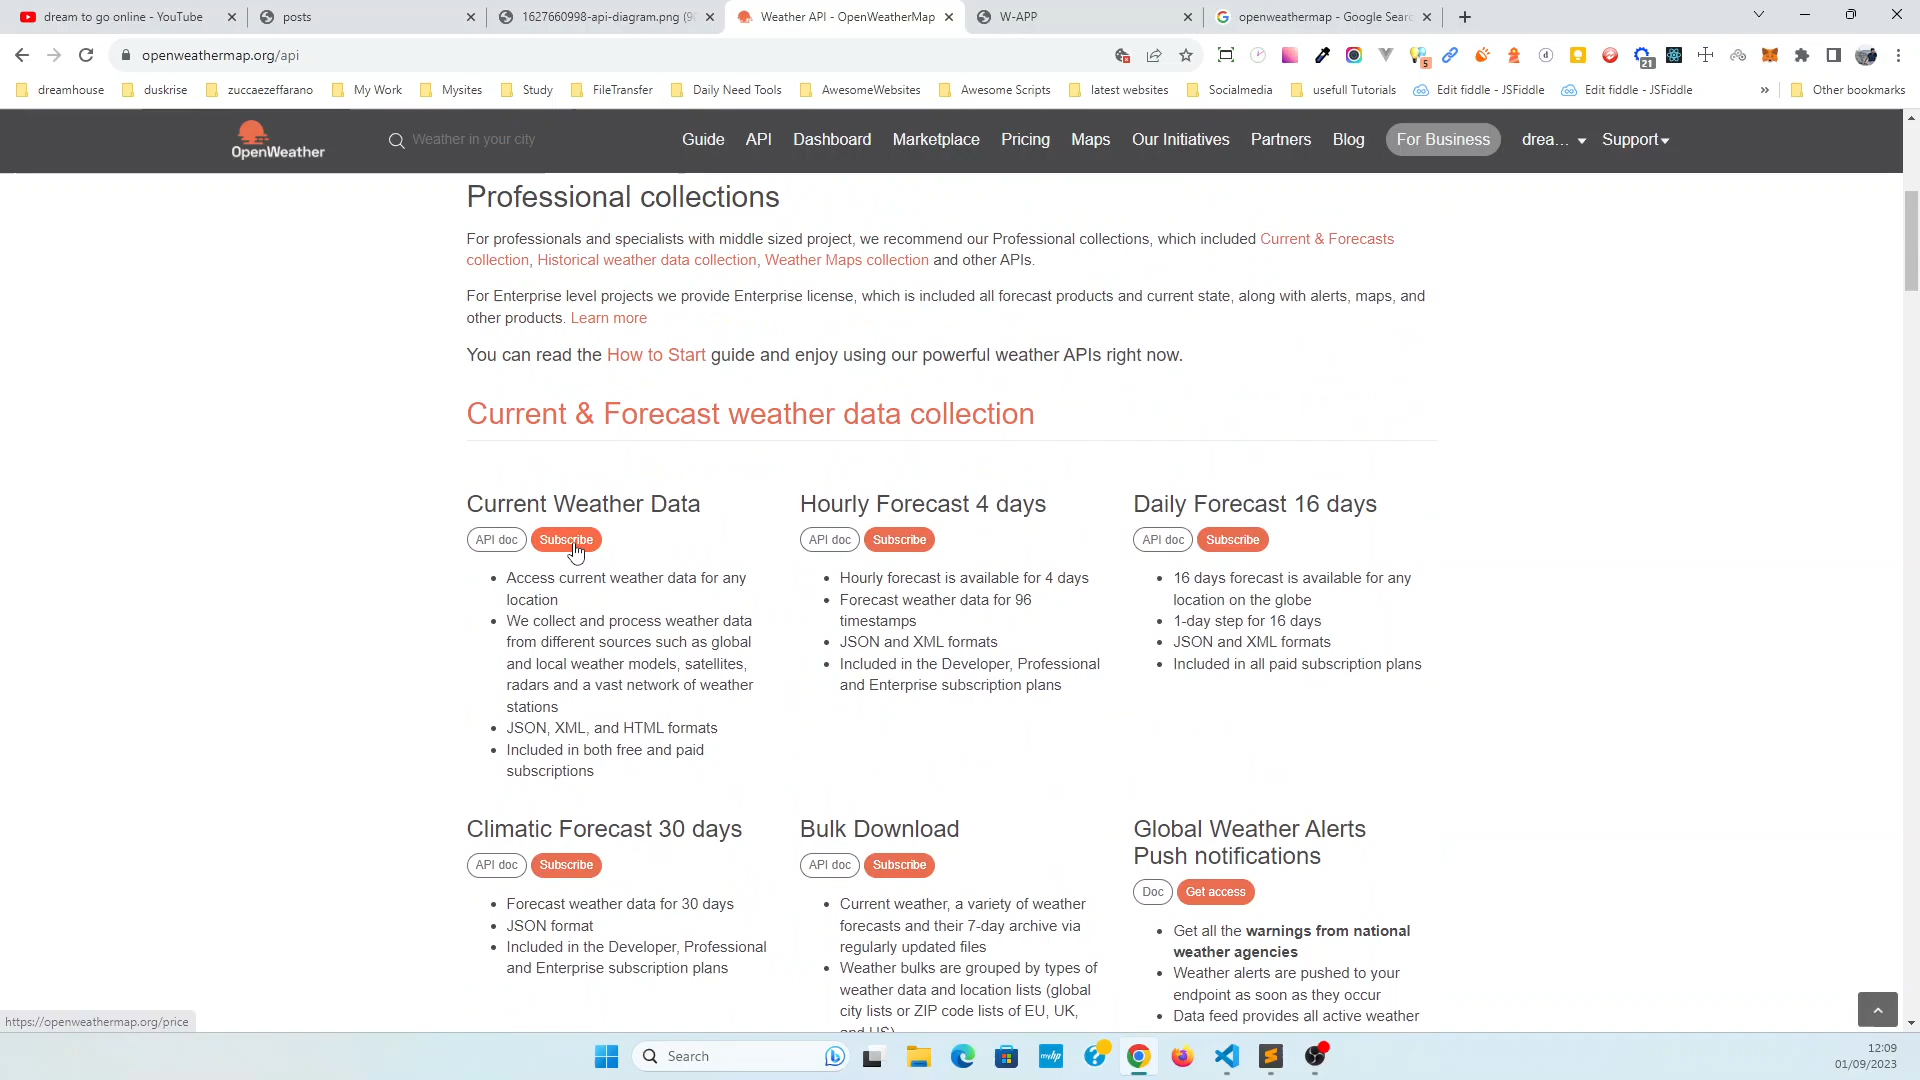 dream to go online - YouTube
posts
1627660998-api-diagram.png (9
Weather API - OpenWeatherMap
W-APP
openweathermap - Google Sear
openweathermap.org/api
5
21
dreamhouse
duskrise
zuccaezeffarano
My Work
Mysites
Study
FileTransfer
Daily Need Tools
AwesomeWebsites
Awesome Scripts
latest websites
Socialmedia
usefull Tutorials
Edit fiddle - JSFiddle
Edit fiddle - JSFiddle
»
Other bookmarks
OpenWeather
Weather in your city
Guide
API
Dashboard
Marketplace
Pricing
Maps
Our Initiatives
Partners
Blog
For Business
drea...
Support
Professional collections
For professionals and specialists with middle sized project, we recommend our Professional collections, which included Current & Forecasts
collection, Historical weather data collection, Weather Maps collection and other APIs.
For Enterprise level projects we provide Enterprise license, which is included all forecast products and current state, along with alerts, maps, and
other products. Learn more
You can read the How to Start guide and enjoy using our powerful weather APIs right now.
Current & Forecast weather data collection
Current Weather Data
API doc
Subscribe
• Access current weather data for any
location
• We collect and process weather data
from different sources such as global
and local weather models, satellites,
radars and a vast network of weather
stations
• JSON, XML, and HTML formats
• Included in both free and paid
subscriptions
Hourly Forecast 4 days
API doc
Subscribe
• Hourly forecast is available for 4 days
• Forecast weather data for 96
timestamps
• JSON and XML formats
• Included in the Developer, Professional
and Enterprise subscription plans
Daily Forecast 16 days
API doc
Subscribe
• 16 days forecast is available for any
location on the globe
• 1-day step for 16 days
• JSON and XML formats
• Included in all paid subscription plans
Climatic Forecast 30 days
API doc
Subscribe
• Forecast weather data for 30 days
• JSON format
• Included in the Developer, Professional
and Enterprise subscription plans
Bulk Download
API doc
Subscribe
• Current weather, a variety of weather
forecasts and their 7-day archive via
regularly updated files
• Weather bulks are grouped by types of
weather data and location lists (global
city lists or ZIP code lists of EU, UK,
and US)
Global Weather Alerts
Push notifications
Doc
Get access
• Get all the warnings from national
weather agencies
• Weather alerts are pushed to your
endpoint as soon as they occur
• Data feed provides all active weather
https://openweathermap.org/price
Search
myhp
12:09
01/09/2023